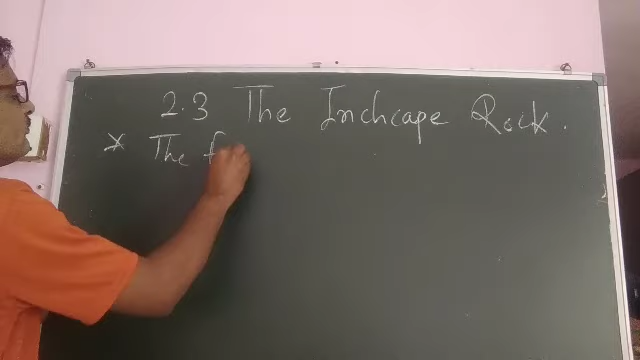 2.3 The Inchcape Rock.
* The f